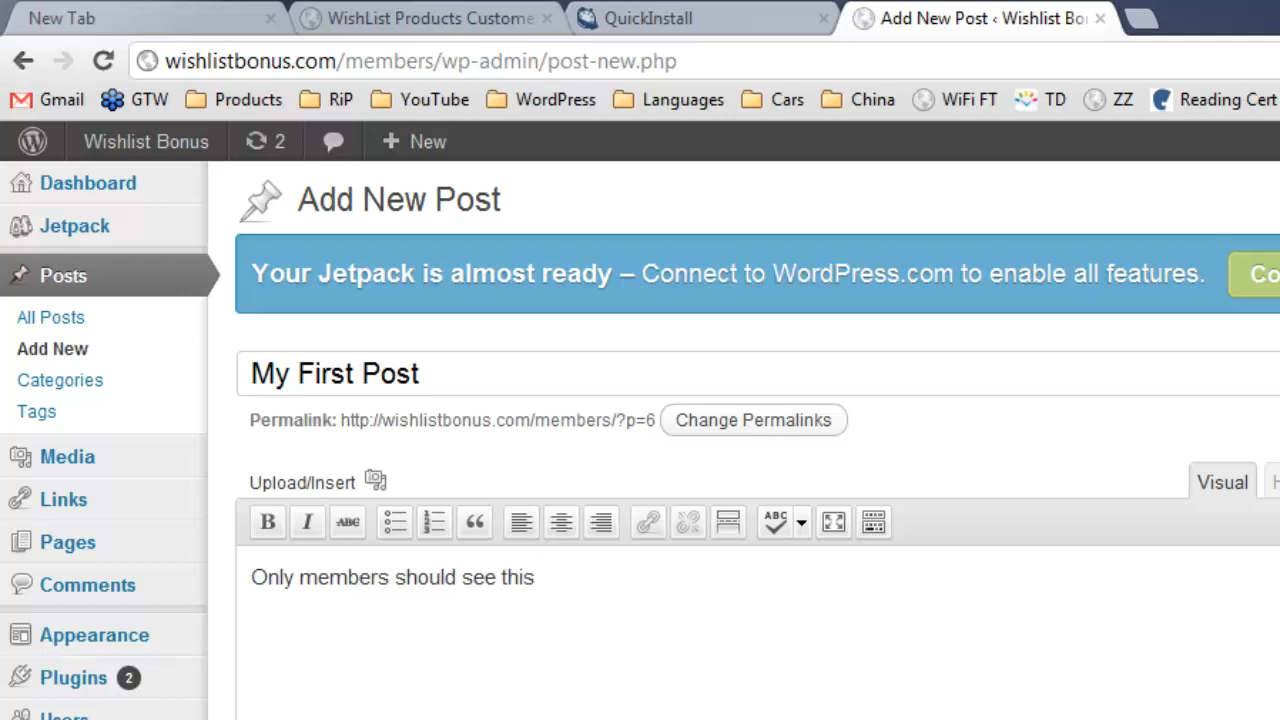 New Tab
WishList Products Custome
QuickInstall
Add New Post ‹ Wishlist Bo
wishlistbonus.com/members/wp-admin/post-new.php
Gmail GTW Products RiP YouTube WordPress Languages Cars China WiFi FT TD ZZ Reading Cert
Wishlist Bonus 2 + New
Dashboard
Jetpack
Posts
All Posts
Add New
Categories
Tags
Media
Links
Pages
Comments
Appearance
Plugins 2
Users
Add New Post
Your Jetpack is almost ready – Connect to WordPress.com to enable all features. Co
My First Post
Permalink: http://wishlistbonus.com/members/?p=6 Change Permalinks
Upload/Insert
Visual H
B I ABC ABC
Only members should see this